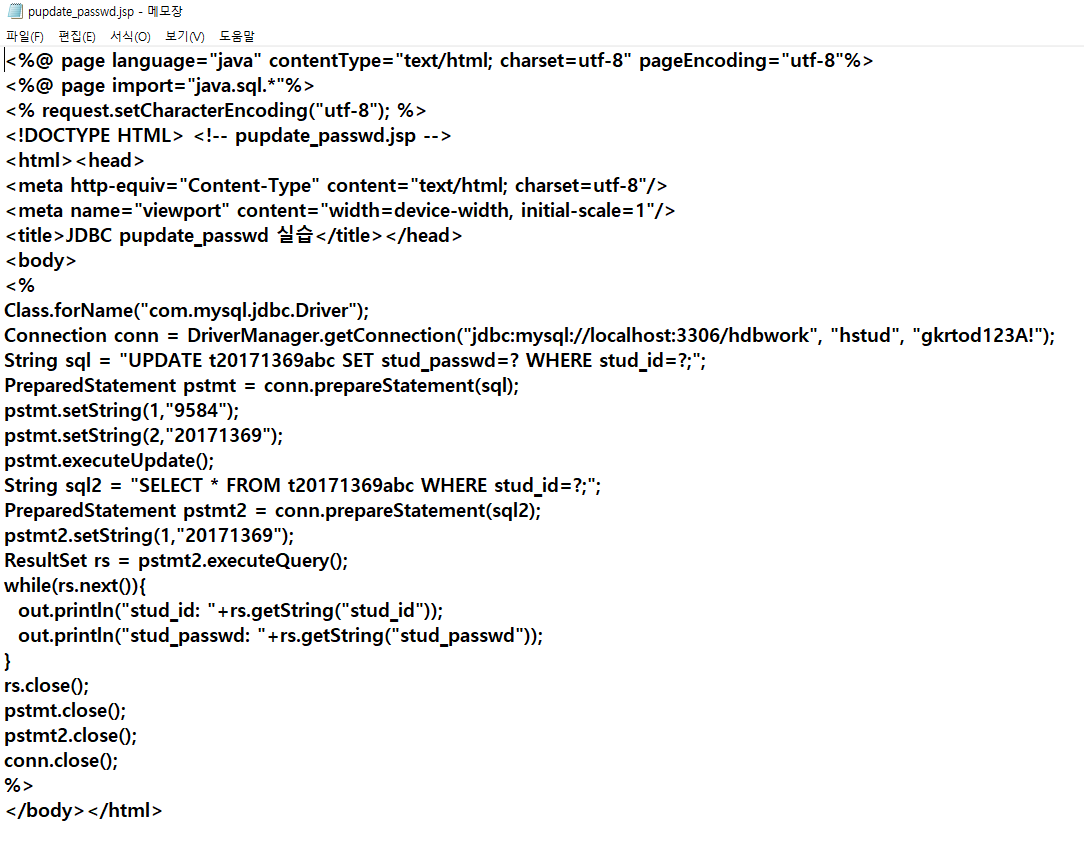 pupdate_passwd.jsp - 메모장
파일(F) 편집(E) 서식(O) 보기(V) 도움말
<%@ page language="java" contentType="text/html; charset=utf-8" pageEncoding="utf-8"%>
<%@ page import="java.sql.*"%>
<% request.setCharacterEncoding("utf-8"); %>
<!DOCTYPE HTML> <!-- pupdate_passwd.jsp -->
<html><head>
<meta http-equiv="Content-Type" content="text/html; charset=utf-8"/>
<meta name="viewport" content="width=device-width, initial-scale=1"/>
<title>JDBC pupdate_passwd 실습</title></head>
<body>
<%
Class.forName("com.mysql.jdbc.Driver");
Connection conn = DriverManager.getConnection("jdbc:mysql://localhost:3306/hdbwork", "hstud", "gkrtod123A!");
String sql = "UPDATE t20171369abc SET stud_passwd=? WHERE stud_id=?;";
PreparedStatement pstmt = conn.prepareStatement(sql);
pstmt.setString(1,"9584");
pstmt.setString(2,"20171369");
pstmt.executeUpdate();
String sql2 = "SELECT * FROM t20171369abc WHERE stud_id=?;";
PreparedStatement pstmt2 = conn.prepareStatement(sql2);
pstmt2.setString(1,"20171369");
ResultSet rs = pstmt2.executeQuery();
while(rs.next()){
  out.println("stud_id: "+rs.getString("stud_id"));
  out.println("stud_passwd: "+rs.getString("stud_passwd"));
}
rs.close();
pstmt.close();
pstmt2.close();
conn.close();
%>
</body></html>